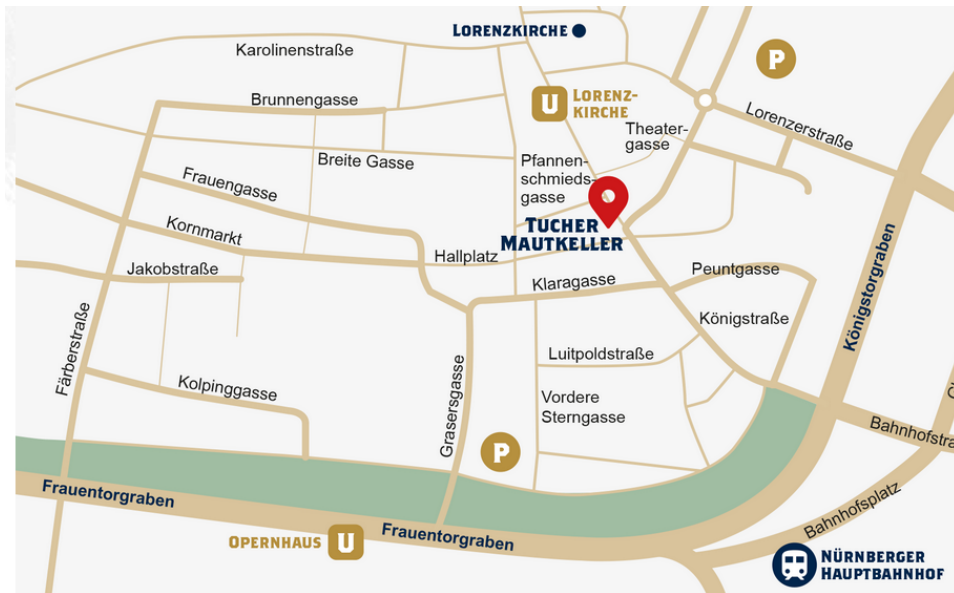 LORENZKIRCHE
P
Karolinenstraße
Brunnengasse
U
LORENZ-
KIRCHE
Lorenzerstraße
Theater-
gasse
Breite Gasse
Pfannen-
schmieds-
gasse
Frauengasse
TUCHER
MAUTKELLER
Kornmarkt
Hallplatz
Jakobstraße
Klaragasse
Peuntgasse
Königstorgraben
Königstraße
Färberstraße
Luitpoldstraße
Kolpinggasse
Grasersgasse
Vordere
Sterngasse
P
Bahnhofstra
Frauentorgraben
Bahnhofsplatz
OPERNHAUS
U
Frauentorgraben
NÜRNBERGER
HAUPTBAHNHOF